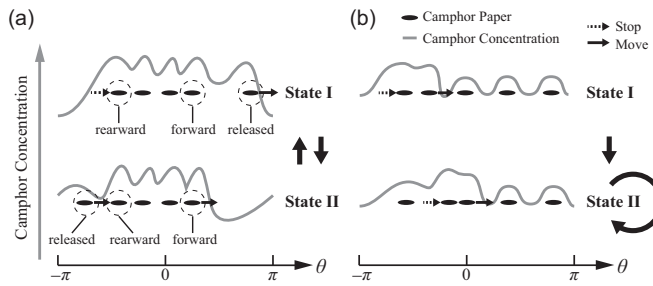 (a)
Camphor Concentration
State I
rearward
forward
released
State II
released
rearward
forward
−π
0
π
θ
(b)
Camphor Paper
Camphor Concentration
Stop
Move
State I
State II
−π
0
π
θ